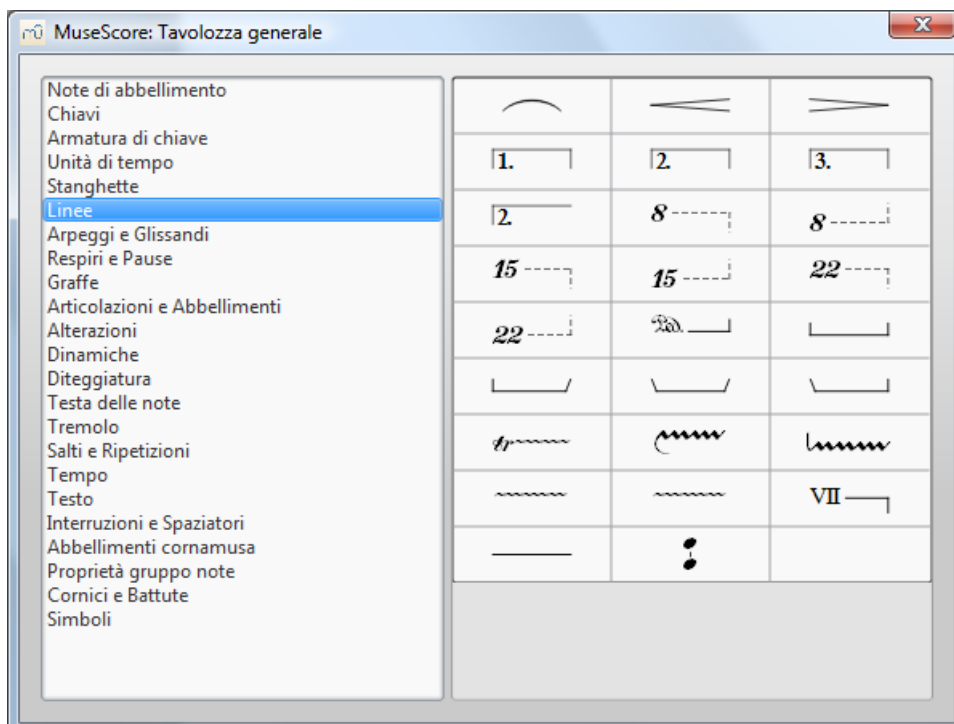 MuseScore: Tavolozza generale
Note di abbellimento
Chiavi
Armatura di chiave
Unità di tempo
Stanghette
Linee
Arpeggi e Glissandi
Respiri e Pause
Graffe
Articolazioni e Abbellimenti
Alterazioni
Dinamiche
Diteggiatura
Testa delle note
Tremolo
Salti e Ripetizioni
Tempo
Testo
Interruzioni e Spaziatori
Abbellimenti cornamusa
Proprietà gruppo note
Cornici e Battute
Simboli
1. 2. 3.
2. 8 8
15 15 22
22 Ped.
tr
VII